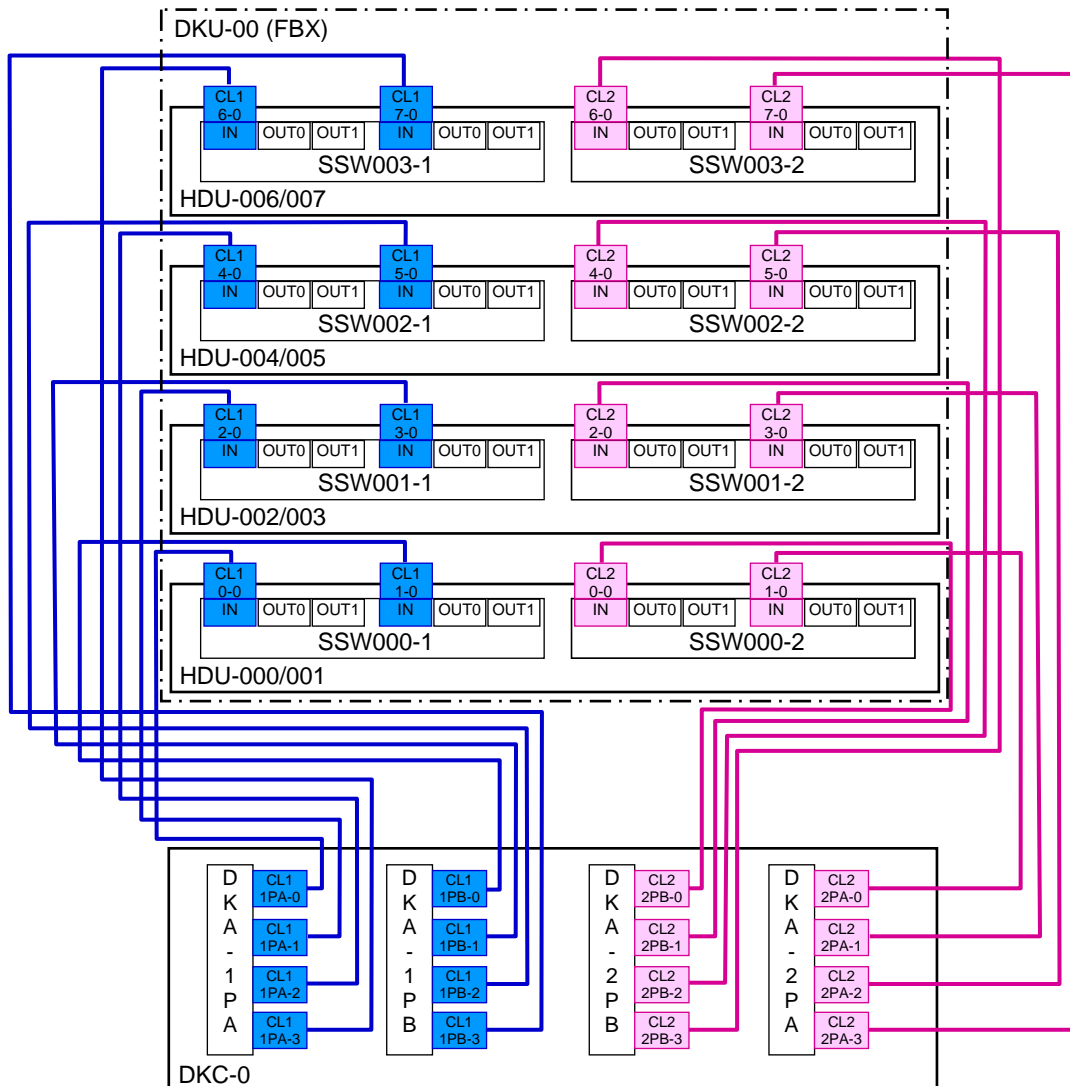 DKU-00 (FBX)
CL1 CL1 CL2 CL2
6-0 7-0 6-0 7-0
IN OUT0 OUT1 IN OUT0 OUT1 IN OUT0 OUT1 IN OUT0 OUT1
SSW003-1 SSW003-2
HDU-006/007
CL1 CL1 CL2 CL2
4-0 5-0 4-0 5-0
IN OUT0 OUT1 IN OUT0 OUT1 IN OUT0 OUT1 IN OUT0 OUT1
SSW002-1 SSW002-2
HDU-004/005
CL1 CL1 CL2 CL2
2-0 3-0 2-0 3-0
IN OUT0 OUT1 IN OUT0 OUT1 IN OUT0 OUT1 IN OUT0 OUT1
SSW001-1 SSW001-2
HDU-002/003
CL1 CL1 CL2 CL2
0-0 1-0 0-0 1-0
IN OUT0 OUT1 IN OUT0 OUT1 IN OUT0 OUT1 IN OUT0 OUT1
SSW000-1 SSW000-2
HDU-000/001
DKA-1PA
CL1
1PA-0
CL1
1PA-1
CL1
1PA-2
CL1
1PA-3
DKA-1PB
CL1
1PB-0
CL1
1PB-1
CL1
1PB-2
CL1
1PB-3
DKA-2PB
CL2
2PB-0
CL2
2PB-1
CL2
2PB-2
CL2
2PB-3
DKA-2PA
CL2
2PA-0
CL2
2PA-1
CL2
2PA-2
CL2
2PA-3
DKC-0